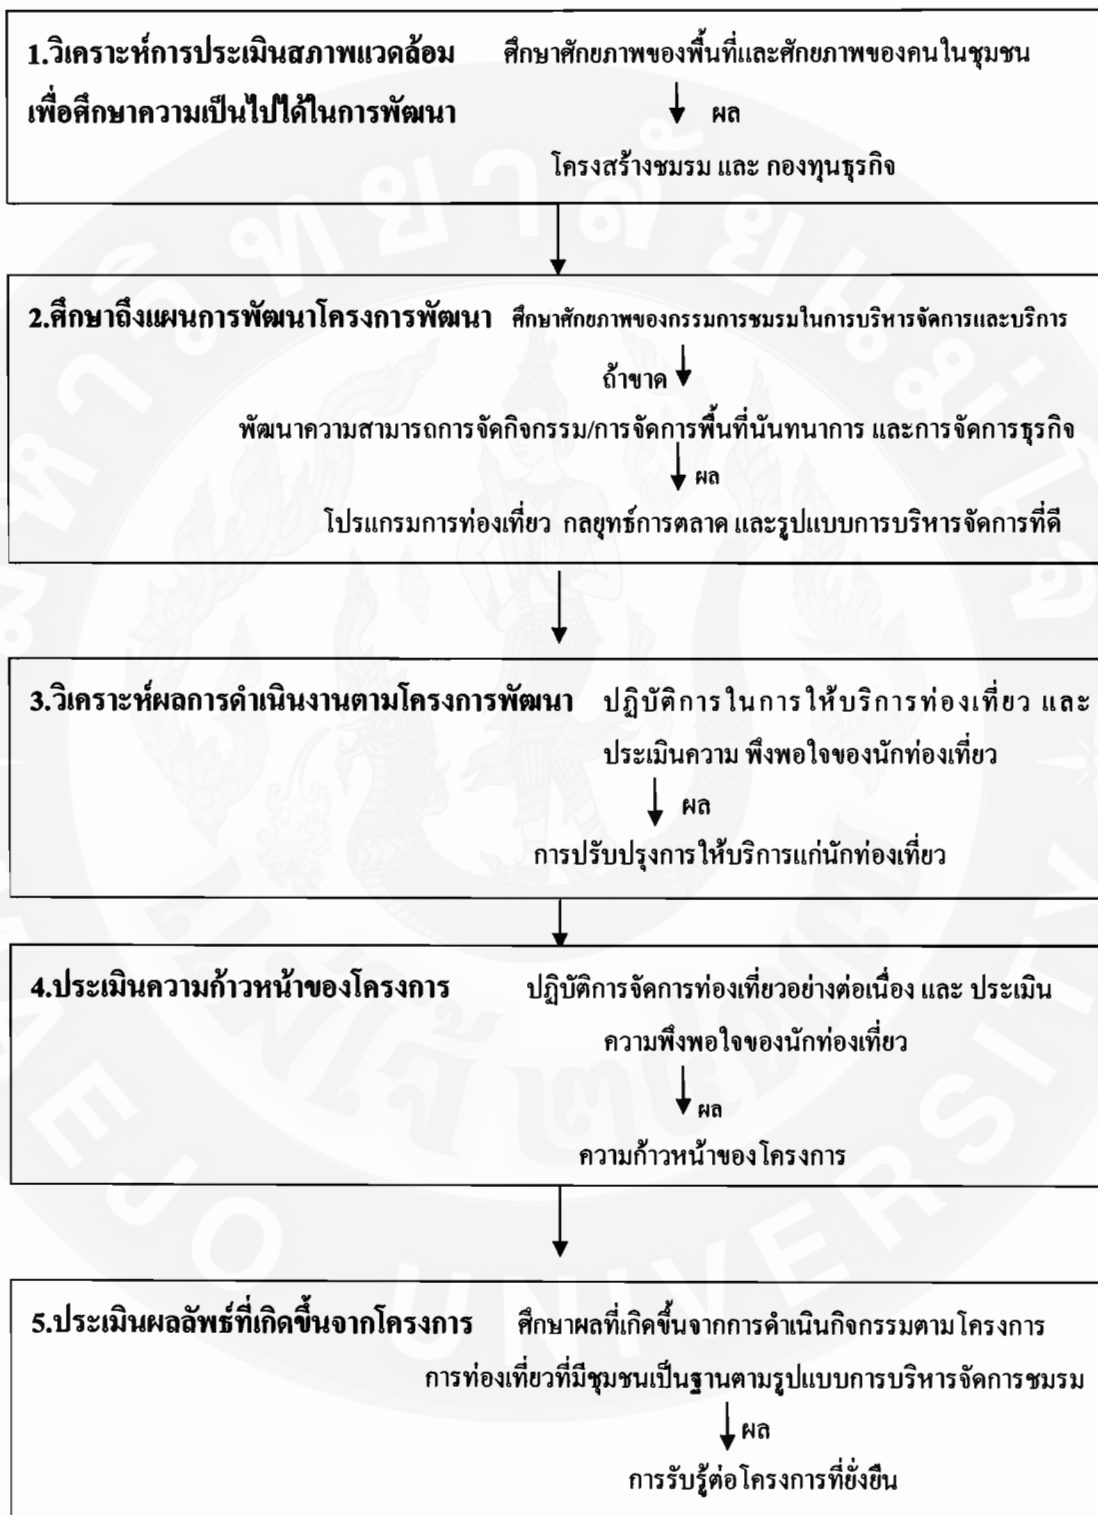 1.วิเคราะห์การประเมินสภาพแวดล้อม ศึกษาศักยภาพของพื้นที่และศักยภาพของคนในชุมชน
เพื่อศึกษาความเป็นไปได้ในการพัฒนา ผล
โครงสร้างชมรม และ กองทุนธุรกิจ
2.ศึกษาถึงแผนการพัฒนาโครงการพัฒนา ศึกษาศักยภาพของกรรมการชมรมในการบริหารจัดการและบริการ
ถ้าขาด
พัฒนาความสามารถการจัดกิจกรรม/การจัดการพื้นที่นันทนาการ และการจัดการธุรกิจ
ผล
โปรแกรมการท่องเที่ยว กลยุทธ์การตลาด และรูปแบบการบริหารจัดการที่ดี
3.วิเคราะห์ผลการดำเนินงานตามโครงการพัฒนา ปฏิบัติการในการให้บริการท่องเที่ยว และ
ประเมินความ พึงพอใจของนักท่องเที่ยว
ผล
การปรับปรุงการให้บริการแก่นักท่องเที่ยว
4.ประเมินความก้าวหน้าของโครงการ ปฏิบัติการจัดการท่องเที่ยวอย่างต่อเนื่อง และ ประเมิน
ความพึงพอใจของนักท่องเที่ยว
ผล
ความก้าวหน้าของโครงการ
5.ประเมินผลลัพธ์ที่เกิดขึ้นจากโครงการ ศึกษาผลที่เกิดขึ้นจากการดำเนินกิจกรรมตามโครงการ
การท่องเที่ยวที่มีชุมชนเป็นฐานตามรูปแบบการบริหารจัดการชมรม
ผล
การรับรู้ต่อโครงการที่ยั่งยืน
มหาวิทยาลัยแม่โจ้
แม่โจ้ ๒๔๗๗
MAEJO UNIVERSITY